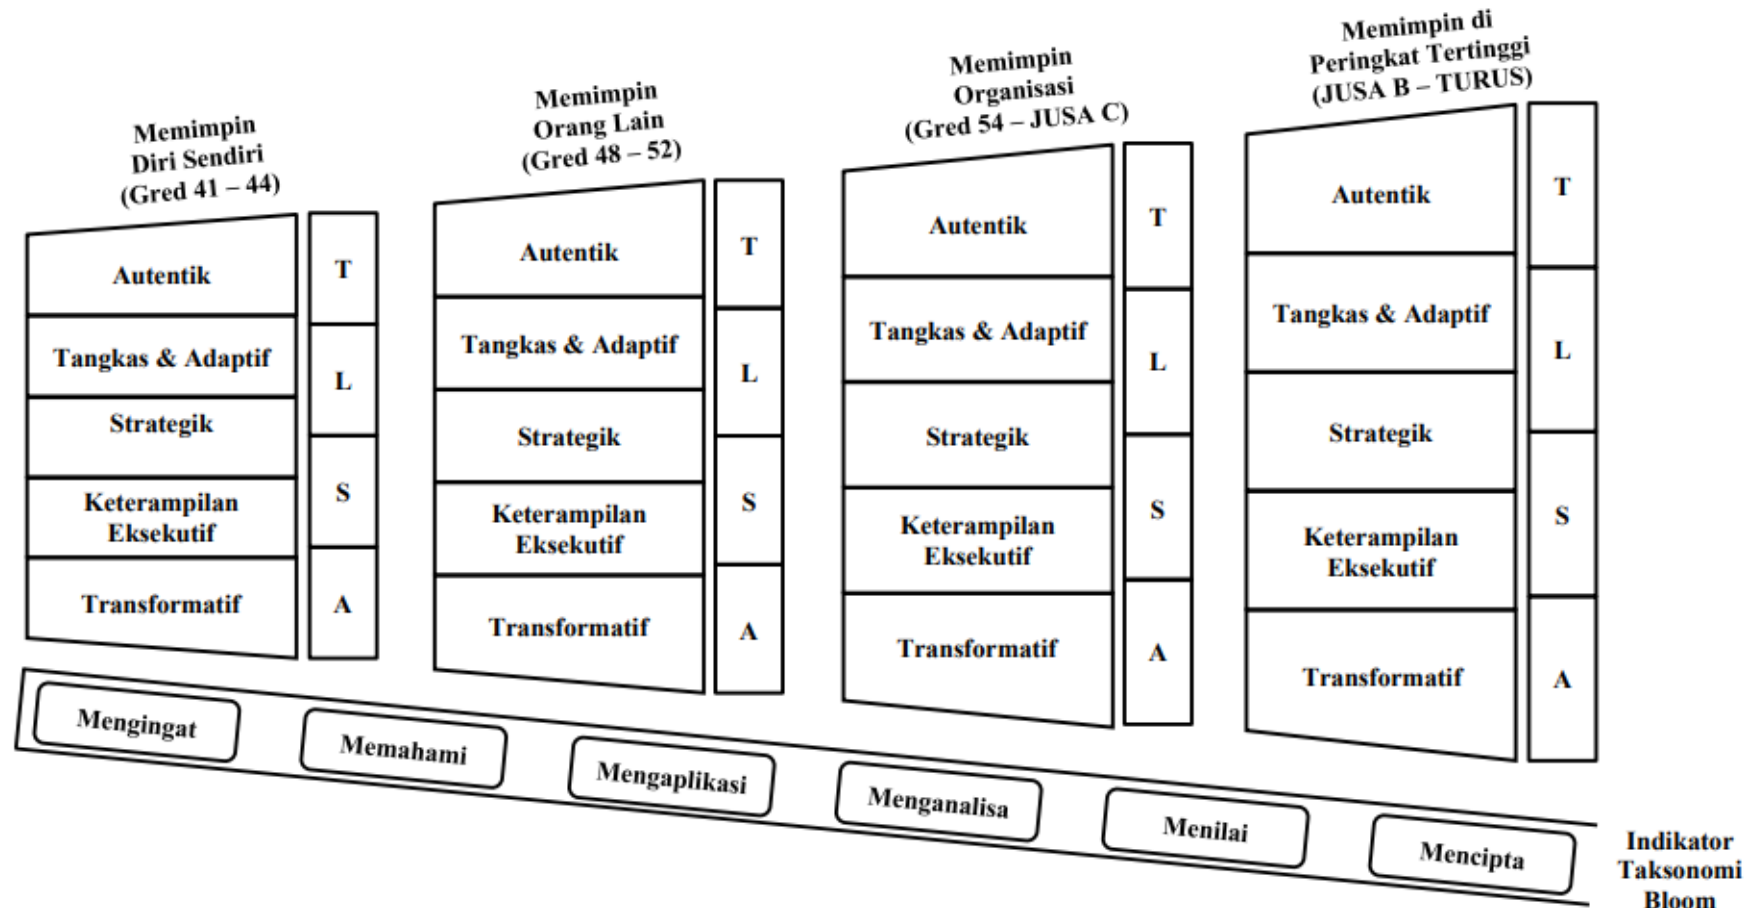 Memimpin
Diri Sendiri
(Gred 41 – 44)
Autentik
Tangkas & Adaptif
Strategik
Keterampilan
Eksekutif
Transformatif
T
L
S
A
Memimpin
Orang Lain
(Gred 48 – 52)
Autentik
Tangkas & Adaptif
Strategik
Keterampilan
Eksekutif
Transformatif
T
L
S
A
Memimpin
Organisasi
(Gred 54 – JUSA C)
Autentik
Tangkas & Adaptif
Strategik
Keterampilan
Eksekutif
Transformatif
T
L
S
A
Memimpin di
Peringkat Tertinggi
(JUSA B – TURUS)
Autentik
Tangkas & Adaptif
Strategik
Keterampilan
Eksekutif
Transformatif
T
L
S
A
Mengingat
Memahami
Mengaplikasi
Menganalisa
Menilai
Mencipta
Indikator
Taksonomi
Bloom